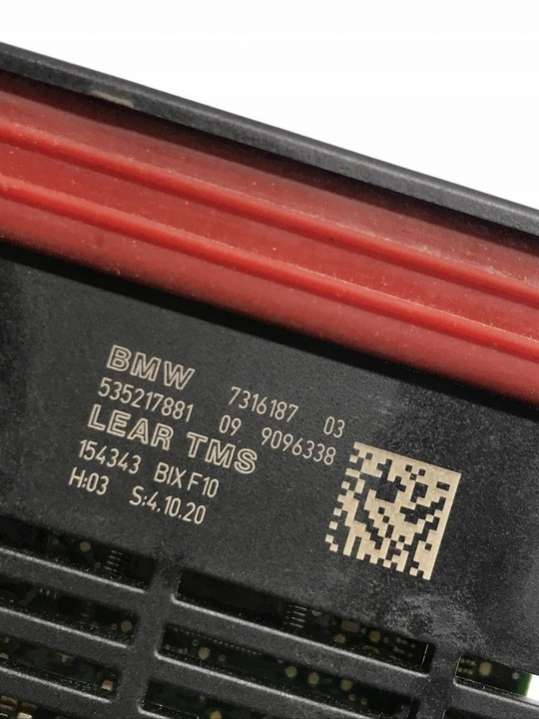 BMW 7316187 03
535217881 09 9096338
LEAR TMS
154343 BIX F10
H:03 S:4.10.20